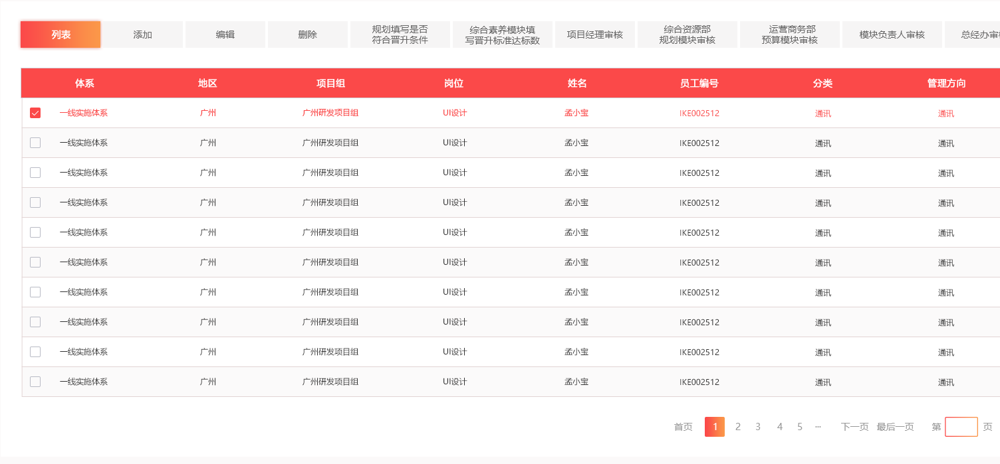 列表 添加 编辑 删除 规划填写是否 综合素养模块填 项目经理审核 综合资源部 运营商务部 模块负责人审核 总经办审
符合晋升条件 写晋升标准达标数 规划模块审核 预算模块审核
体系 地区 项目组 岗位 姓名 员工编号 分类 管理方向
一线实施体系 广州 广州研发项目组 UI设计 孟小宝 IKE002512 通讯 通讯
一线实施体系 广州 广州研发项目组 UI设计 孟小宝 IKE002512 通讯 通讯
一线实施体系 广州 广州研发项目组 UI设计 孟小宝 IKE002512 通讯 通讯
一线实施体系 广州 广州研发项目组 UI设计 孟小宝 IKE002512 通讯 通讯
一线实施体系 广州 广州研发项目组 UI设计 孟小宝 IKE002512 通讯 通讯
一线实施体系 广州 广州研发项目组 UI设计 孟小宝 IKE002512 通讯 通讯
一线实施体系 广州 广州研发项目组 UI设计 孟小宝 IKE002512 通讯 通讯
一线实施体系 广州 广州研发项目组 UI设计 孟小宝 IKE002512 通讯 通讯
一线实施体系 广州 广州研发项目组 UI设计 孟小宝 IKE002512 通讯 通讯
一线实施体系 广州 广州研发项目组 UI设计 孟小宝 IKE002512 通讯 通讯
首页 1 2 3 4 5 ... 下一页 最后一页 第 页